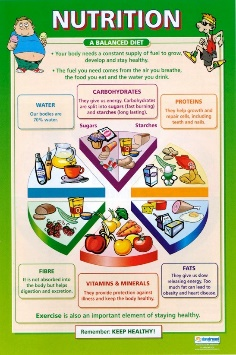 NUTRITION
A BALANCED DIET
• Your body needs a constant supply of fuel to grow,
develop and stay healthy.
• The fuel you need comes from the air you breathe,
the food you eat and the water you drink.
WATER
Our bodies are
70% water.
CARBOHYDRATES
They give us energy. Carbohydrates
are split into sugars (fast burning)
and starches (long lasting).
PROTEINS
They help growth and
repair cells, including
teeth and nails.
Sugars
Starches
FIBRE
It is not absorbed into
the body but helps
digestion and excretion.
VITAMINS & MINERALS
They provide protection against
illness and keep the body healthy.
FATS
They give us slow
releasing energy. Too
much fat can lead to
obesity and heart disease.
Exercise is also an important element of staying healthy.
Remember: KEEP HEALTHY!